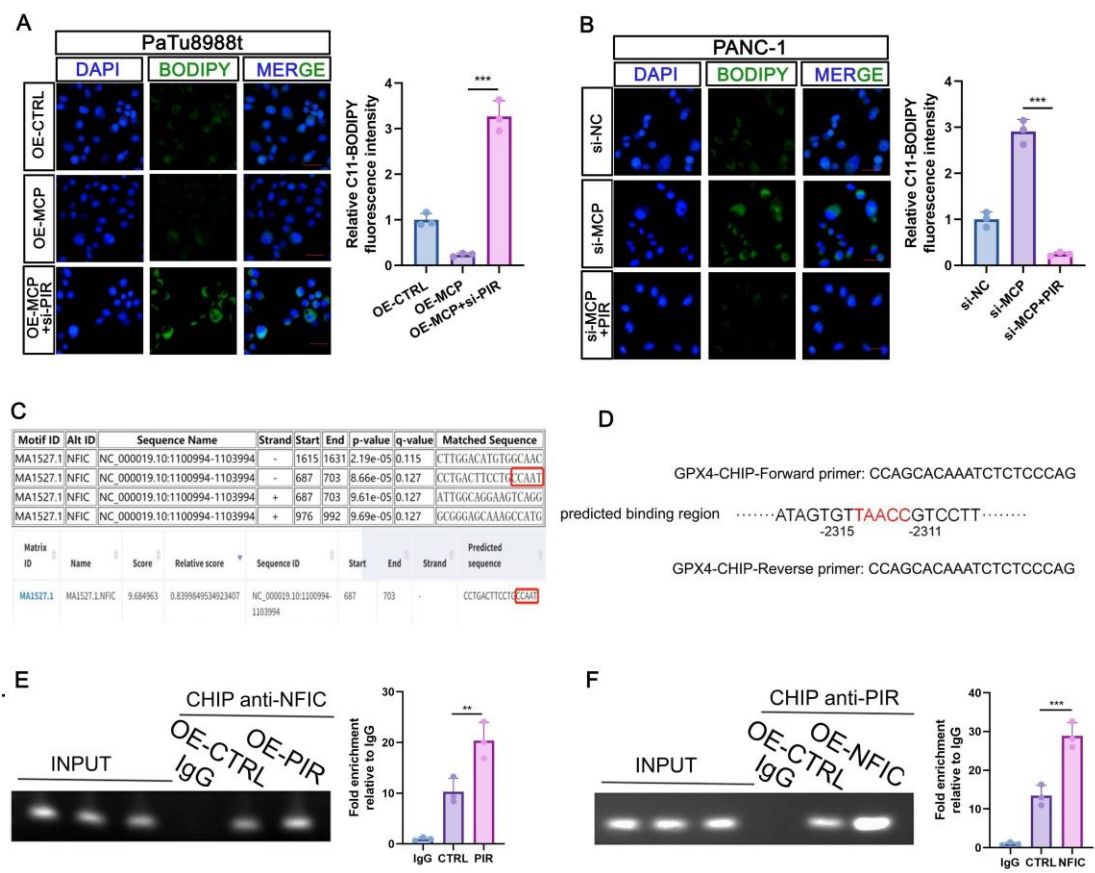 A
PaTu8988t
DAPI BODIPY MERGE
OE-CTRL
OE-MCP
OE-MCP
+si-PIR
Relative C11-BODIPY
fluorescence intensity
4
3
2
1
0
***
OE-CTRL
OE-MCP
OE-MCP+si-PIR
B
PANC-1
DAPI BODIPY MERGE
si-NC
si-MCP
si-MCP
+PIR
Relative C11-BODIPY
fluorescence intensity
4
3
2
1
0
***
si-NC
si-MCP
si-MCP+PIR
C
Motif ID Alt ID Sequence Name Strand Start End p-value q-value Matched Sequence
MA1527.1 NFIC NC_000019.10:1100994-1103994 - 1615 1631 2.19e-05 0.115 CTTGGACATGTGGCAAC
MA1527.1 NFIC NC_000019.10:1100994-1103994 - 687 703 8.66e-05 0.127 CCTGACTTCCTGCCAAT
MA1527.1 NFIC NC_000019.10:1100994-1103994 + 687 703 9.61e-05 0.127 ATTGGCAGGAAGTCAGG
MA1527.1 NFIC NC_000019.10:1100994-1103994 + 976 992 9.69e-05 0.127 GCGGGAGCAAAGCCATG
Matrix
ID Name Score Relative score Sequence ID Start End Strand Predicted
sequence
MA1527.1 MA1527.1.NFIC 9.684963 0.8399849534923407 NC_000019.10:1100994-
1103994 687 703 - CCTGACTTCCTGCCAAT
D
GPX4-CHIP-Forward primer: CCAGCACAAATCTCTCCCAG
predicted binding region ·······ATAGTGTTAACCGTCCTT········
-2315 -2311
GPX4-CHIP-Reverse primer: CCAGCACAAATCTCTCCCAG
E
CHIP anti-NFIC
INPUT IgG OE-CTRL OE-PIR
Fold enrichment
relative to IgG
30
20
10
0
**
IgG CTRL PIR
F
CHIP anti-PIR
INPUT IgG OE-CTRL OE-NFIC
Fold enrichment
relative to IgG
40
30
20
10
0
***
IgG CTRL NFIC